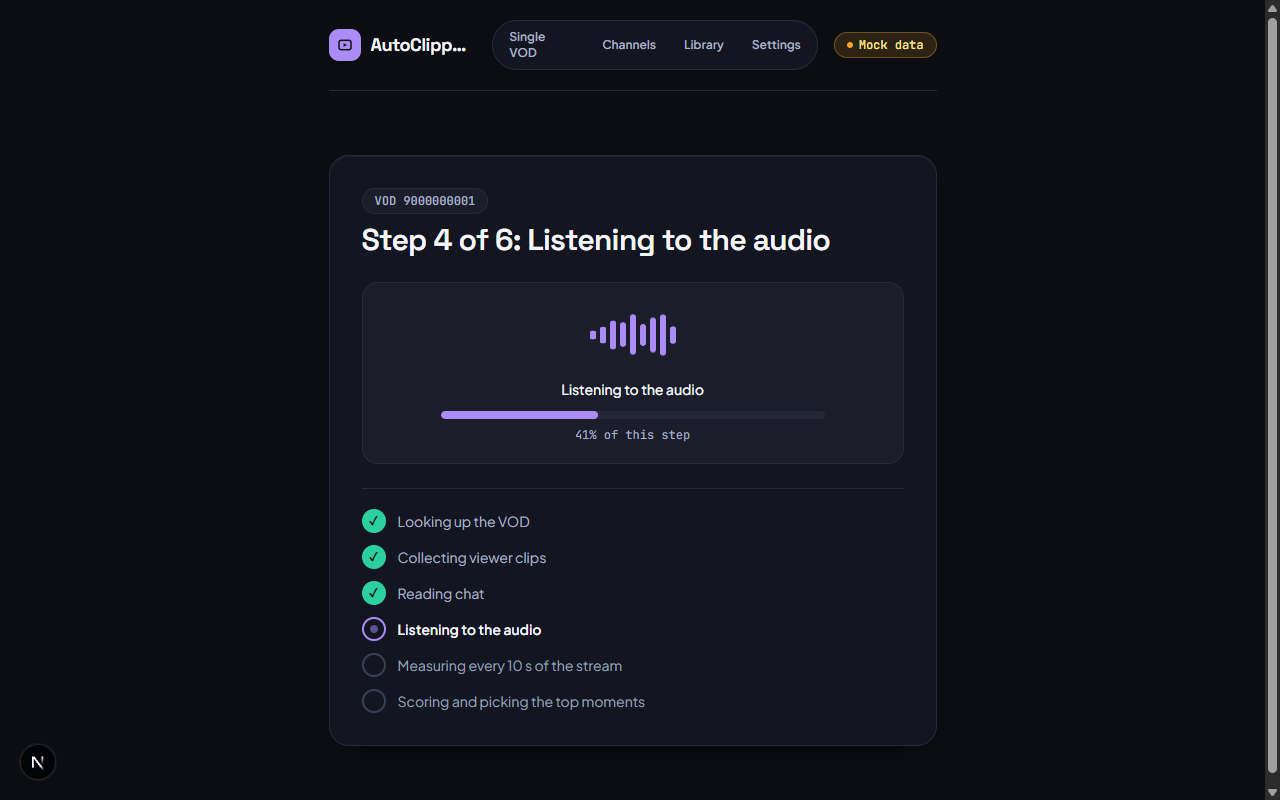 AutoClipp...
Single
VOD
Channels
Library
Settings
Mock data
VOD 9000000001
Step 4 of 6: Listening to the audio
Listening to the audio
41% of this step
Looking up the VOD
Collecting viewer clips
Reading chat
Listening to the audio
Measuring every 10 s of the stream
Scoring and picking the top moments
N